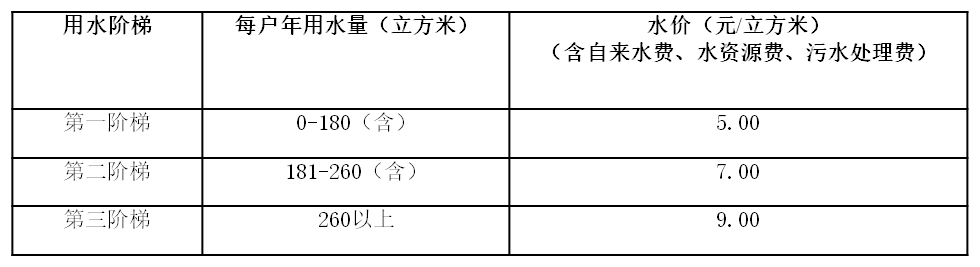 用水阶梯 每户年用水量（立方米） 水价（元/立方米）
（含自来水费、水资源费、污水处理费）
第一阶梯 0-180（含） 5.00
第二阶梯 181-260（含） 7.00
第三阶梯 260以上 9.00